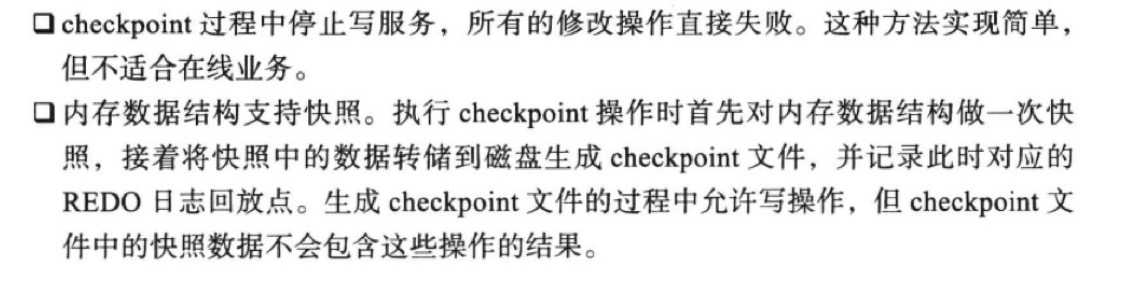 ❑ checkpoint 过程中停止写服务，所有的修改操作直接失败。这种方法实现简单，
但不适合在线业务。
❑ 内存数据结构支持快照。执行 checkpoint 操作时首先对内存数据结构做一次快
照，接着将快照中的数据转储到磁盘生成 checkpoint 文件，并记录此时对应的
REDO 日志回放点。生成 checkpoint 文件的过程中允许写操作，但 checkpoint 文
件中的快照数据不会包含这些操作的结果。